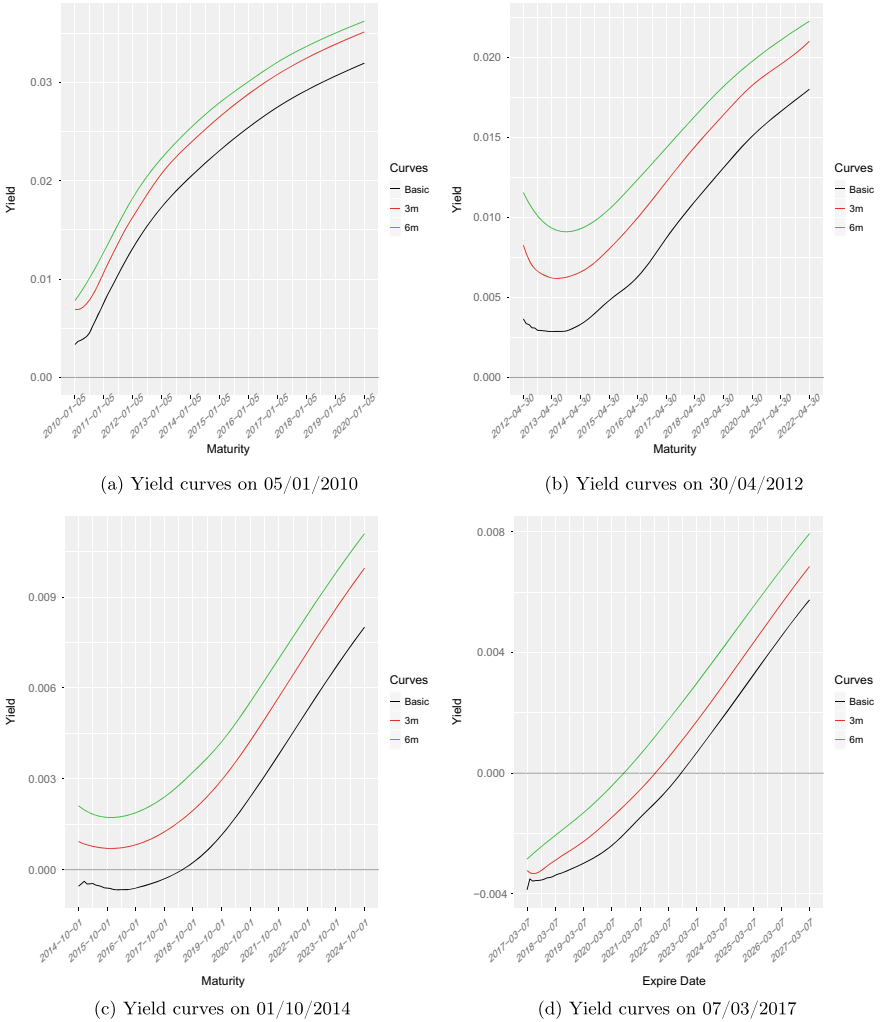 0.03
0.02
0.01
0.00
Yield
2010-01-05
2011-01-05
2012-01-05
2013-01-05
2014-01-05
2015-01-05
2016-01-05
2017-01-05
2018-01-05
2019-01-05
2020-01-05
Maturity
Curves
Basic
3m
6m
(a) Yield curves on 05/01/2010
0.020
0.015
0.010
0.005
0.000
Yield
2012-04-30
2013-04-30
2014-04-30
2015-04-30
2016-04-30
2017-04-30
2018-04-30
2019-04-30
2020-04-30
2021-04-30
2022-04-30
Maturity
Curves
Basic
3m
6m
(b) Yield curves on 30/04/2012
0.009
0.006
0.003
0.000
Yield
2014-10-01
2015-10-01
2016-10-01
2017-10-01
2018-10-01
2019-10-01
2020-10-01
2021-10-01
2022-10-01
2023-10-01
2024-10-01
Maturity
Curves
Basic
3m
6m
(c) Yield curves on 01/10/2014
0.008
0.004
0.000
−0.004
Yield
2017-03-07
2018-03-07
2019-03-07
2020-03-07
2021-03-07
2022-03-07
2023-03-07
2024-03-07
2025-03-07
2026-03-07
2027-03-07
Expire Date
Curves
Basic
3m
6m
(d) Yield curves on 07/03/2017